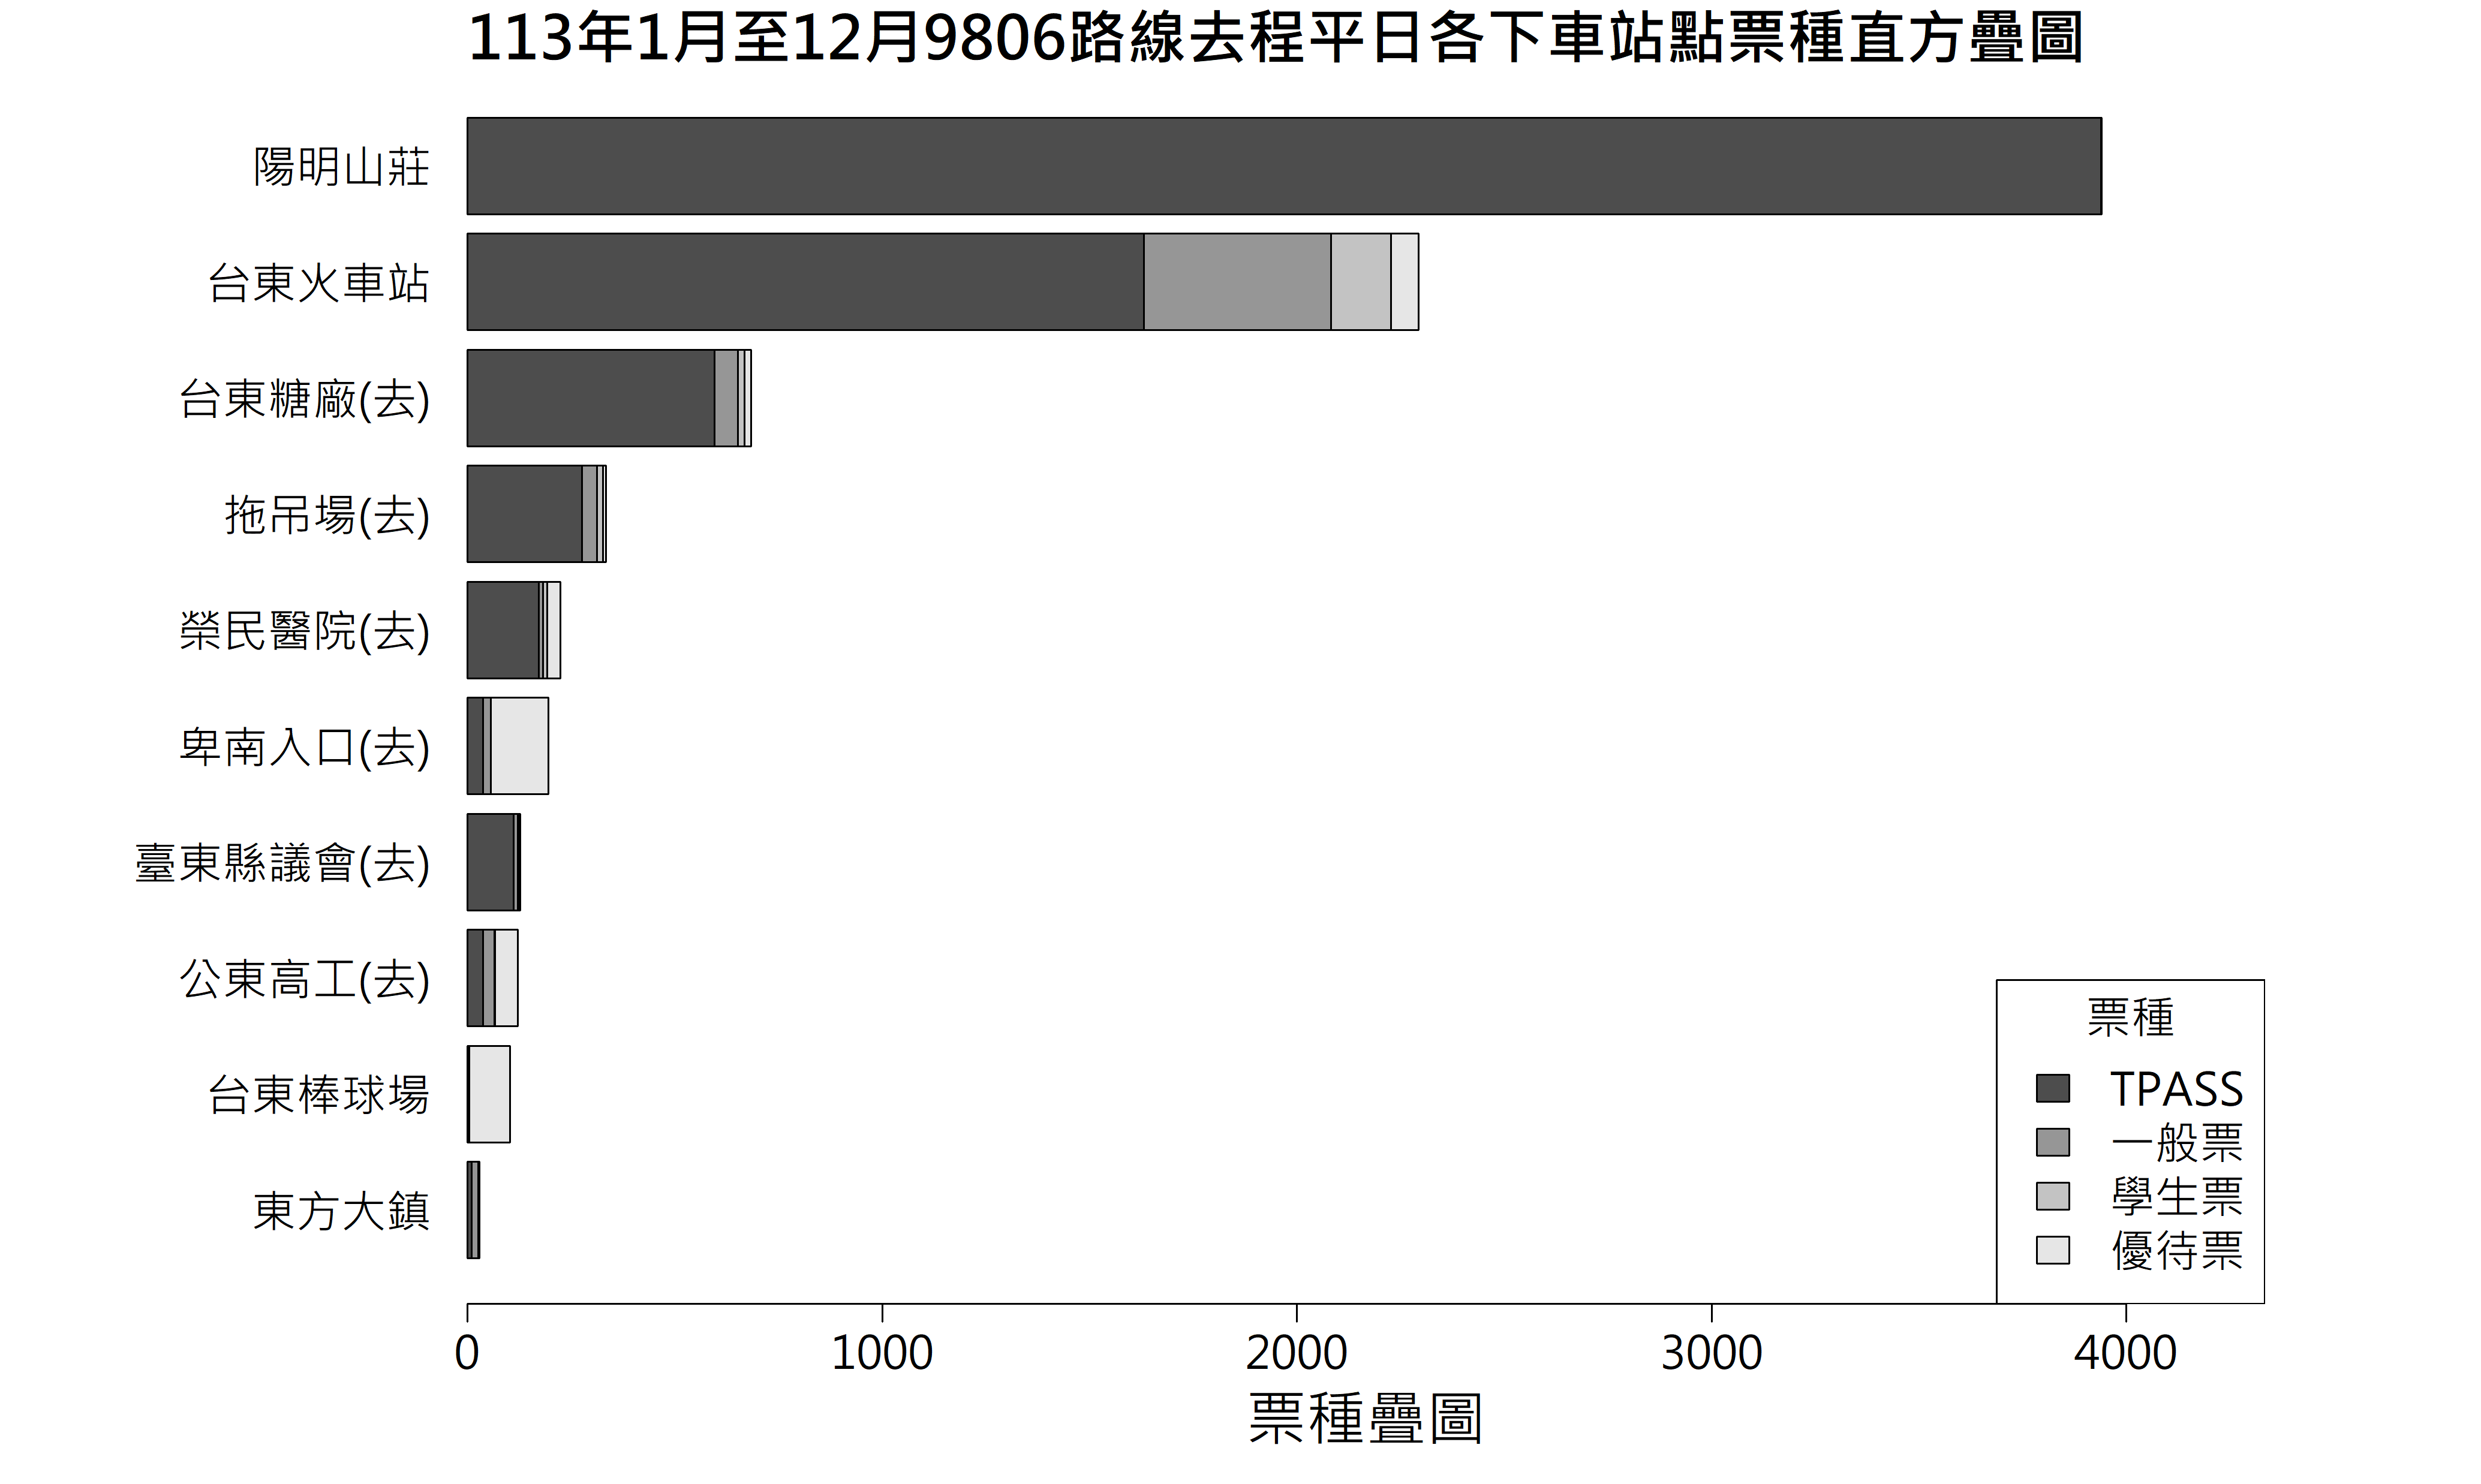 113年1月至12月9806路線去程平日各下車站點票種直方疊圖
陽明山莊
台東火車站
台東糖廠(去)
拖吊場(去)
榮民醫院(去)
卑南入口(去)
臺東縣議會(去)
公東高工(去)
台東棒球場
東方大鎮
票種
TPASS
一般票
學生票
優待票
0 1000 2000 3000 4000
票種疊圖